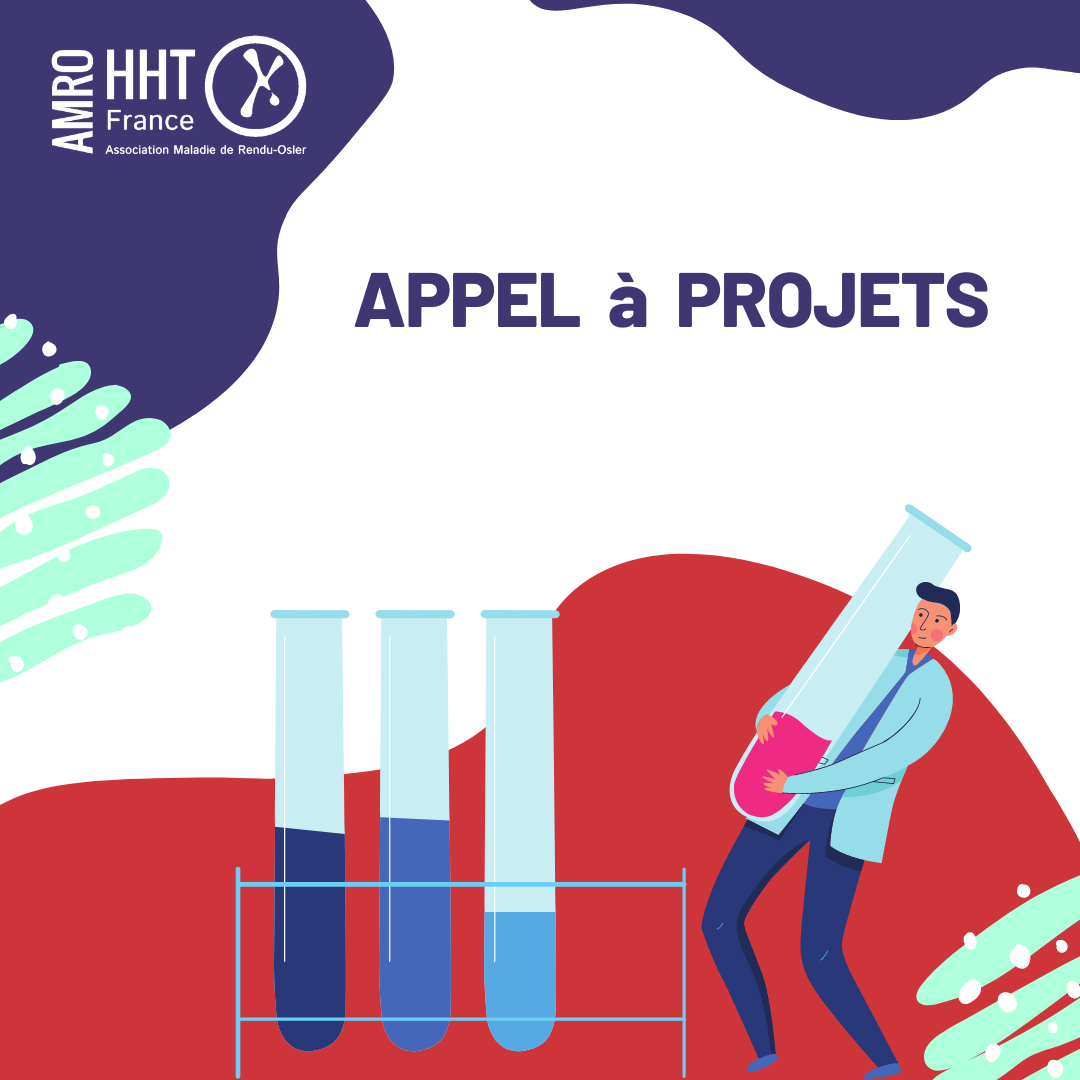 AMRO
HHT
France
Association Maladie de Rendu-Osler
APPEL à PROJETS